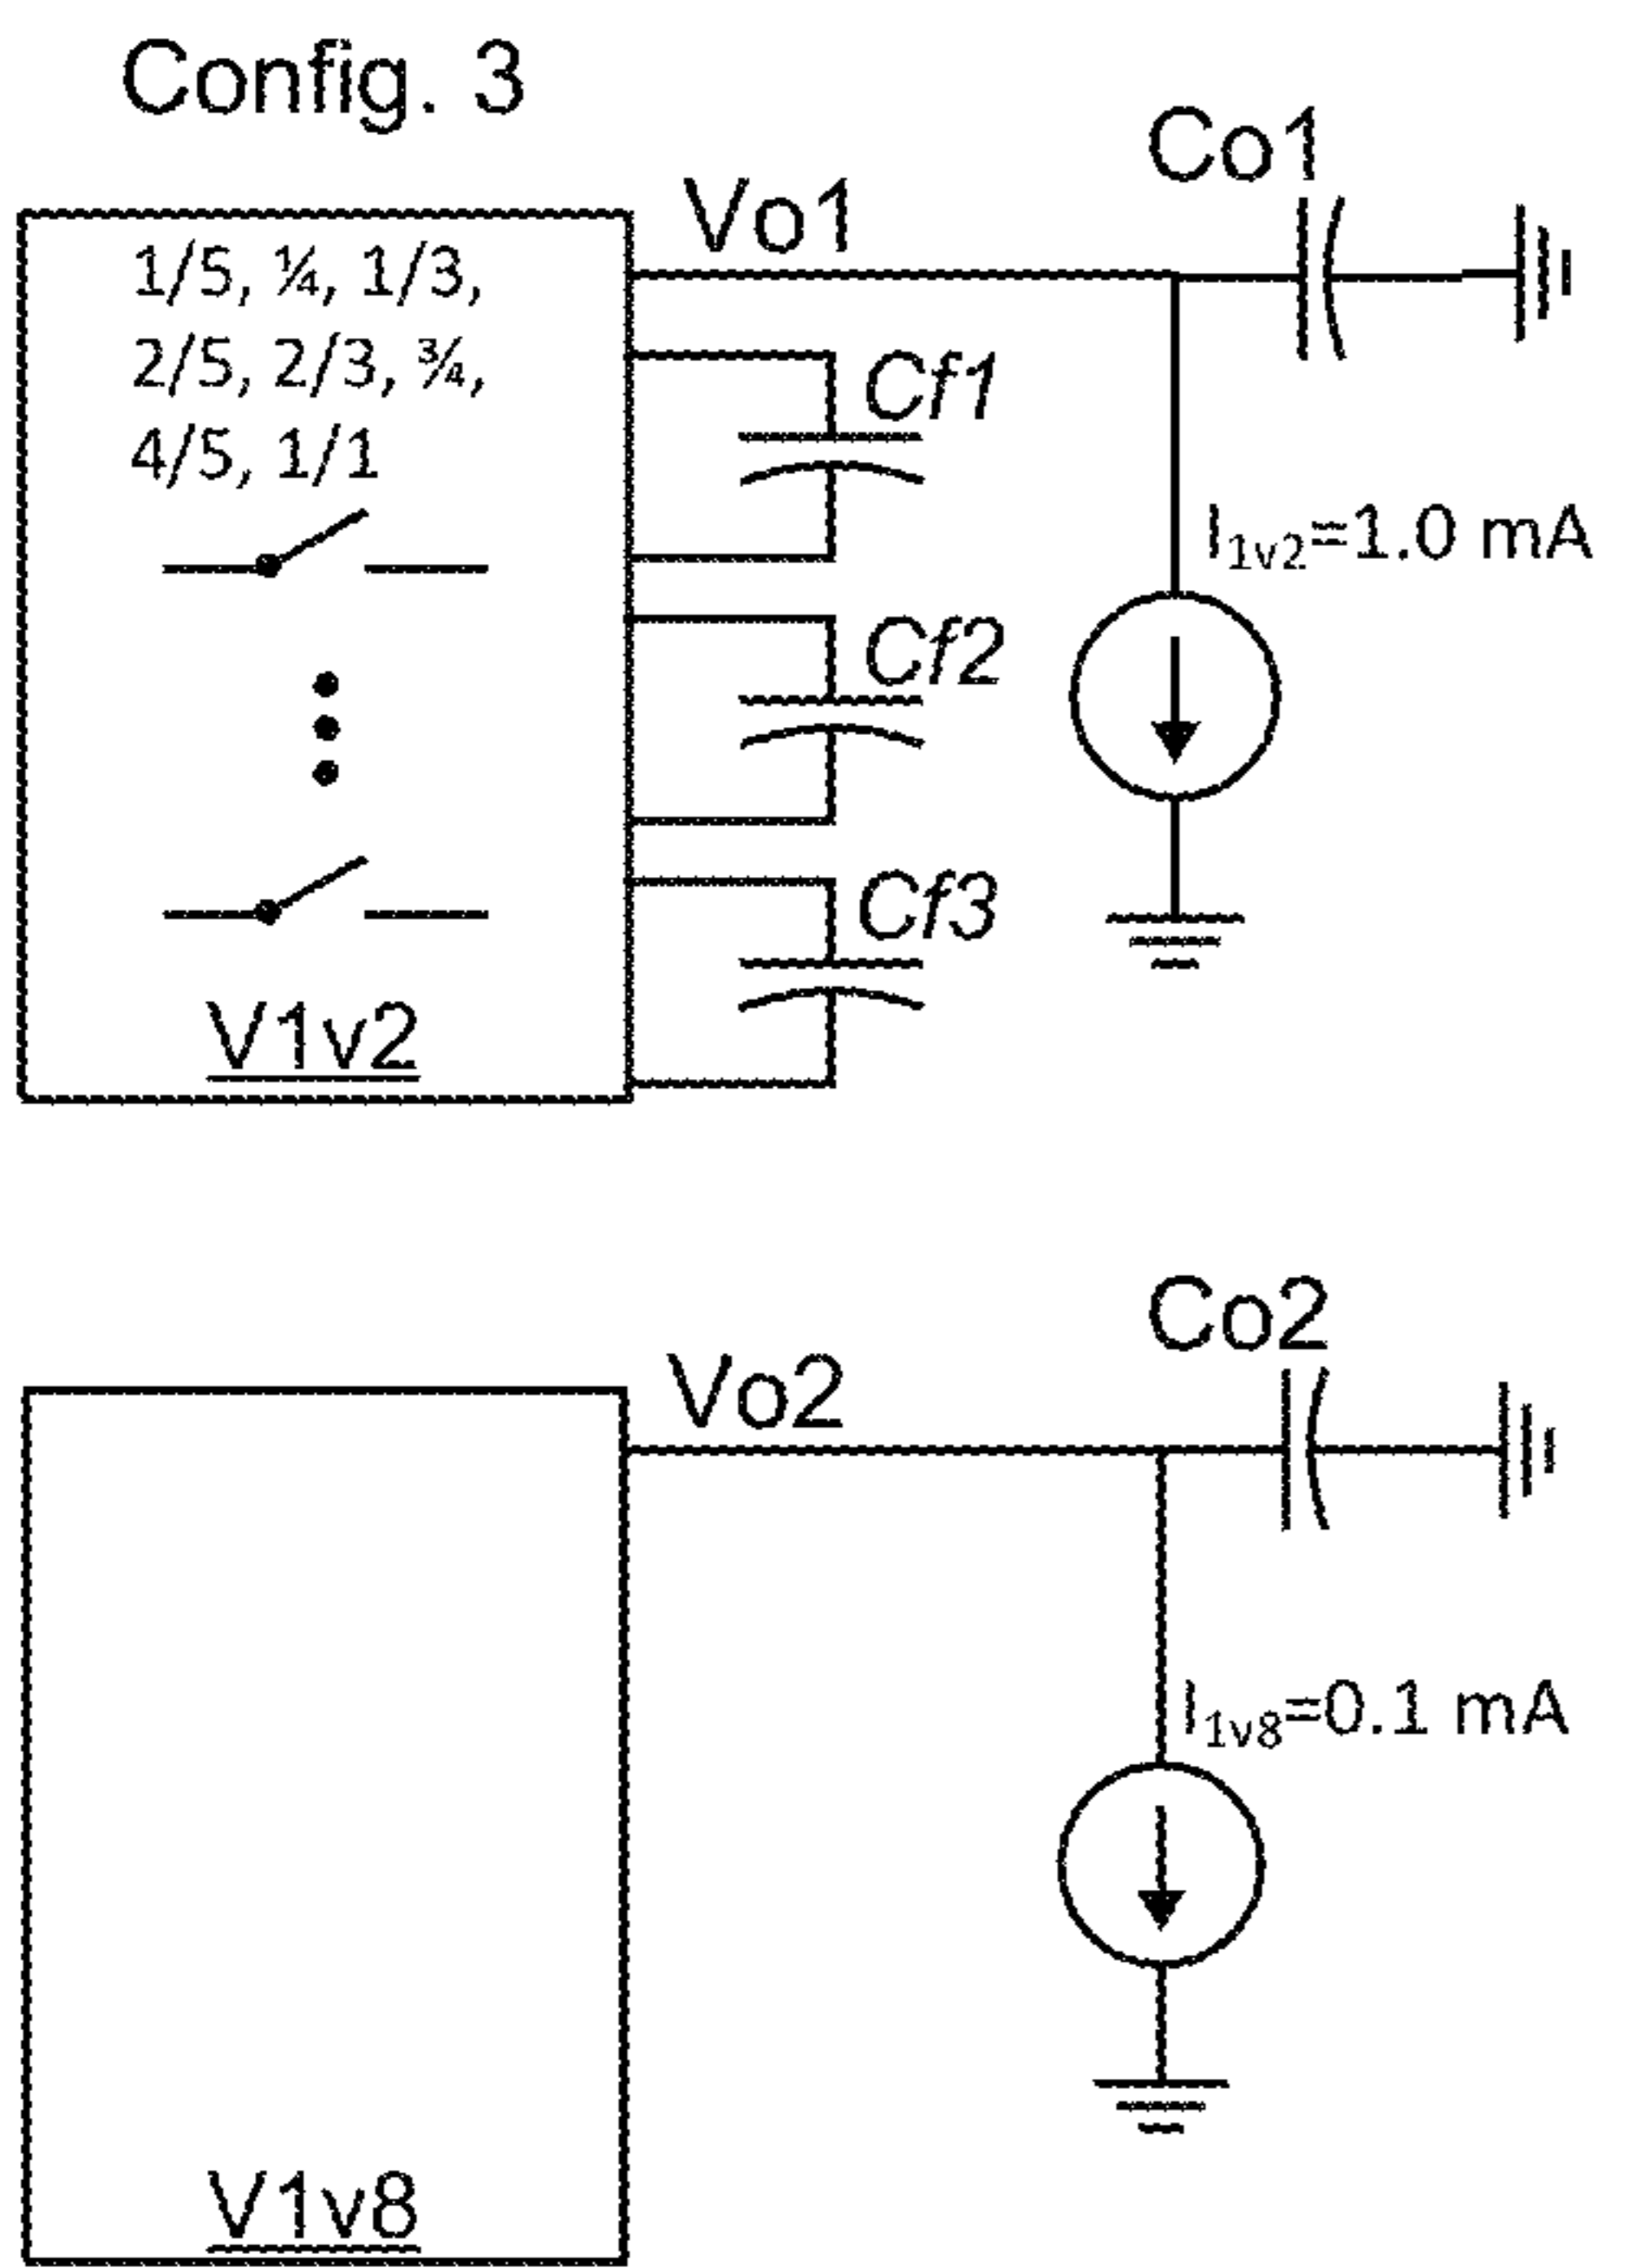 Config. 3
Co1
Vo1
1/5, ¼, 1/3,
2/5, 2/3, ¾,
4/5, 1/1
Cf1
I1v2=1.0 mA
Cf2
Cf3
V1v2
Co2
Vo2
I1v8=0.1 mA
V1v8